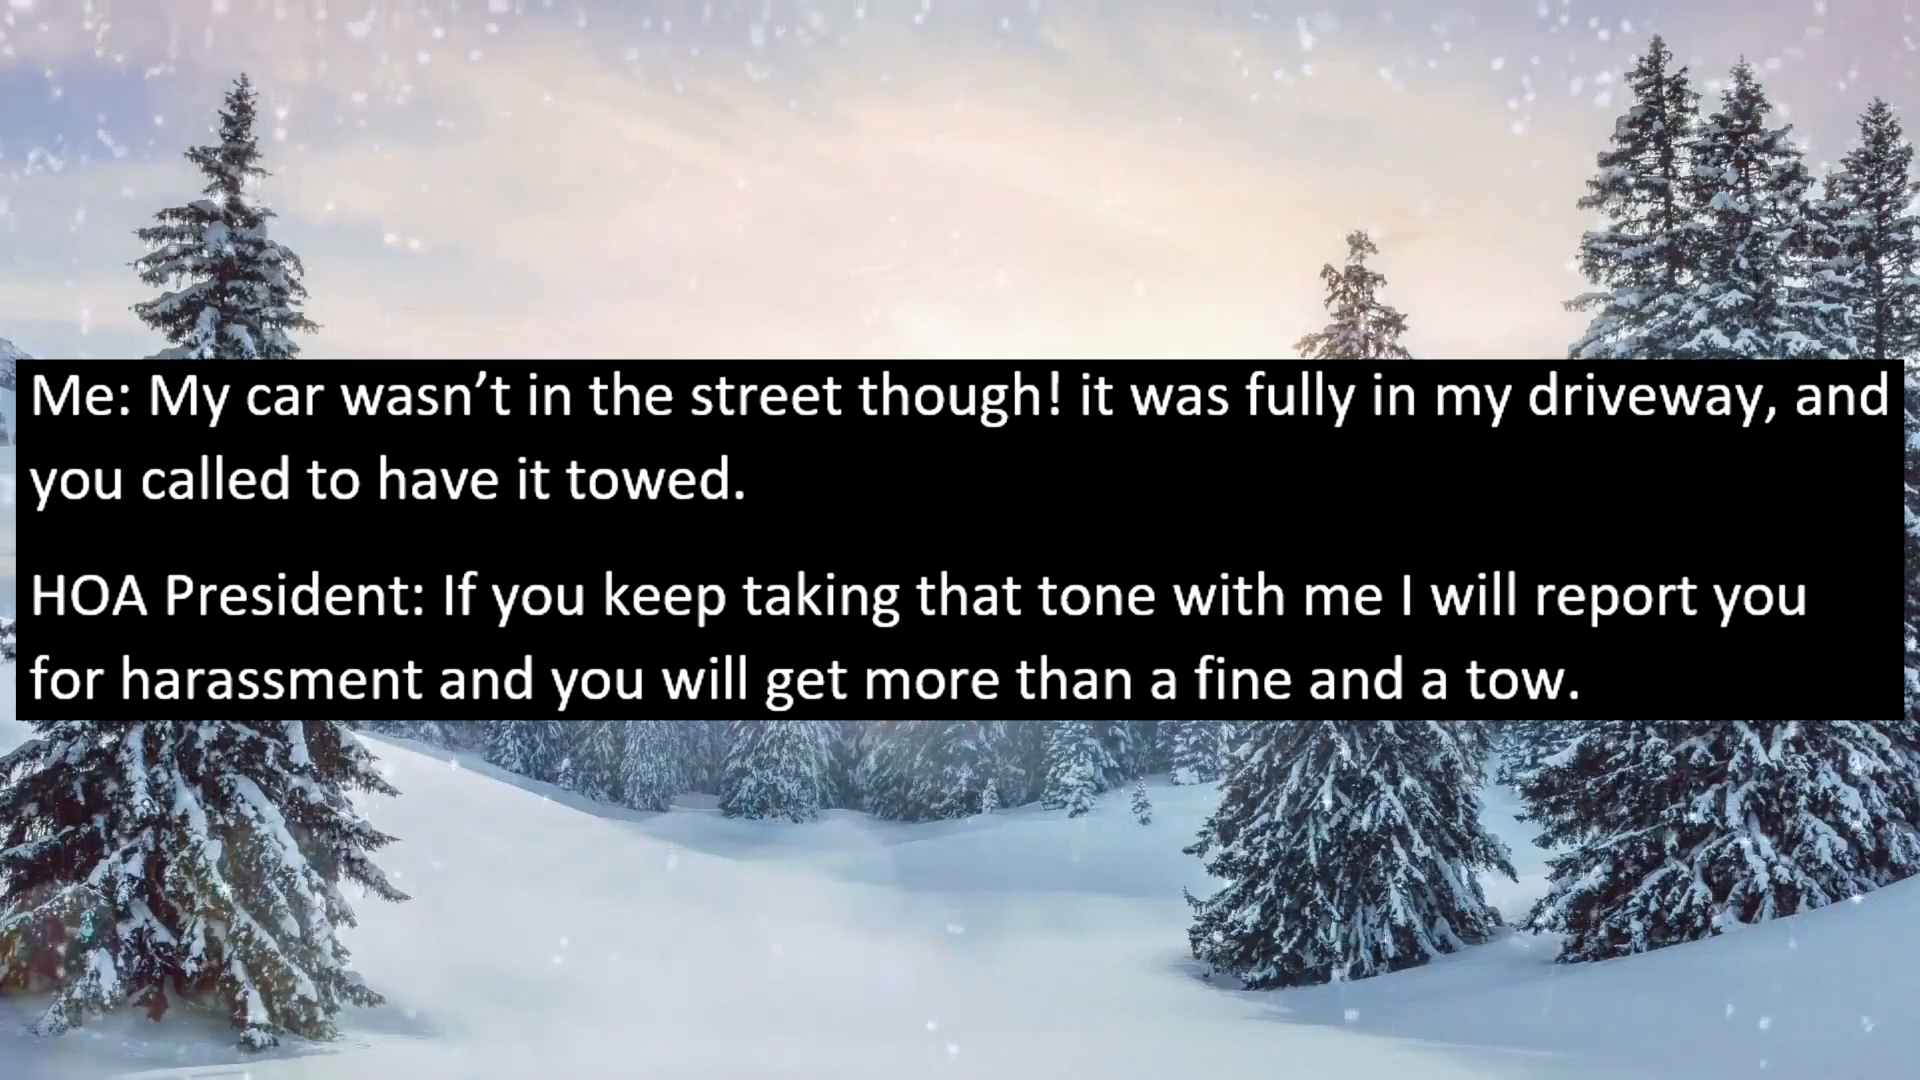 Me: My car wasn’t in the street though! it was fully in my driveway, and
you called to have it towed.
HOA President: If you keep taking that tone with me I will report you
for harassment and you will get more than a fine and a tow.